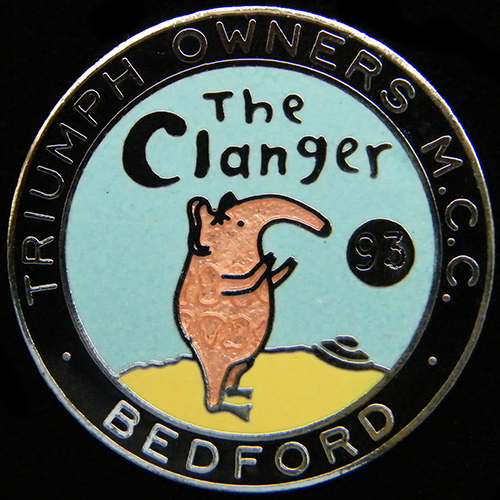 TRIUMPH OWNERS M.C.C.
The
Clanger
93
BEDFORD